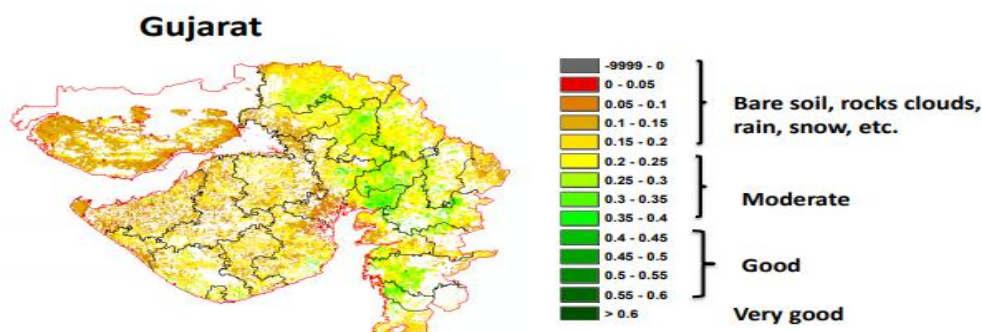 Gujarat
-9999 - 0
0 - 0.05
0.05 - 0.1
0.1 - 0.15
0.15 - 0.2
0.2 - 0.25
0.25 - 0.3
0.3 - 0.35
0.35 - 0.4
0.4 - 0.45
0.45 - 0.5
0.5 - 0.55
0.55 - 0.6
> 0.6
Bare soil, rocks clouds,
rain, snow, etc.
Moderate
Good
Very good